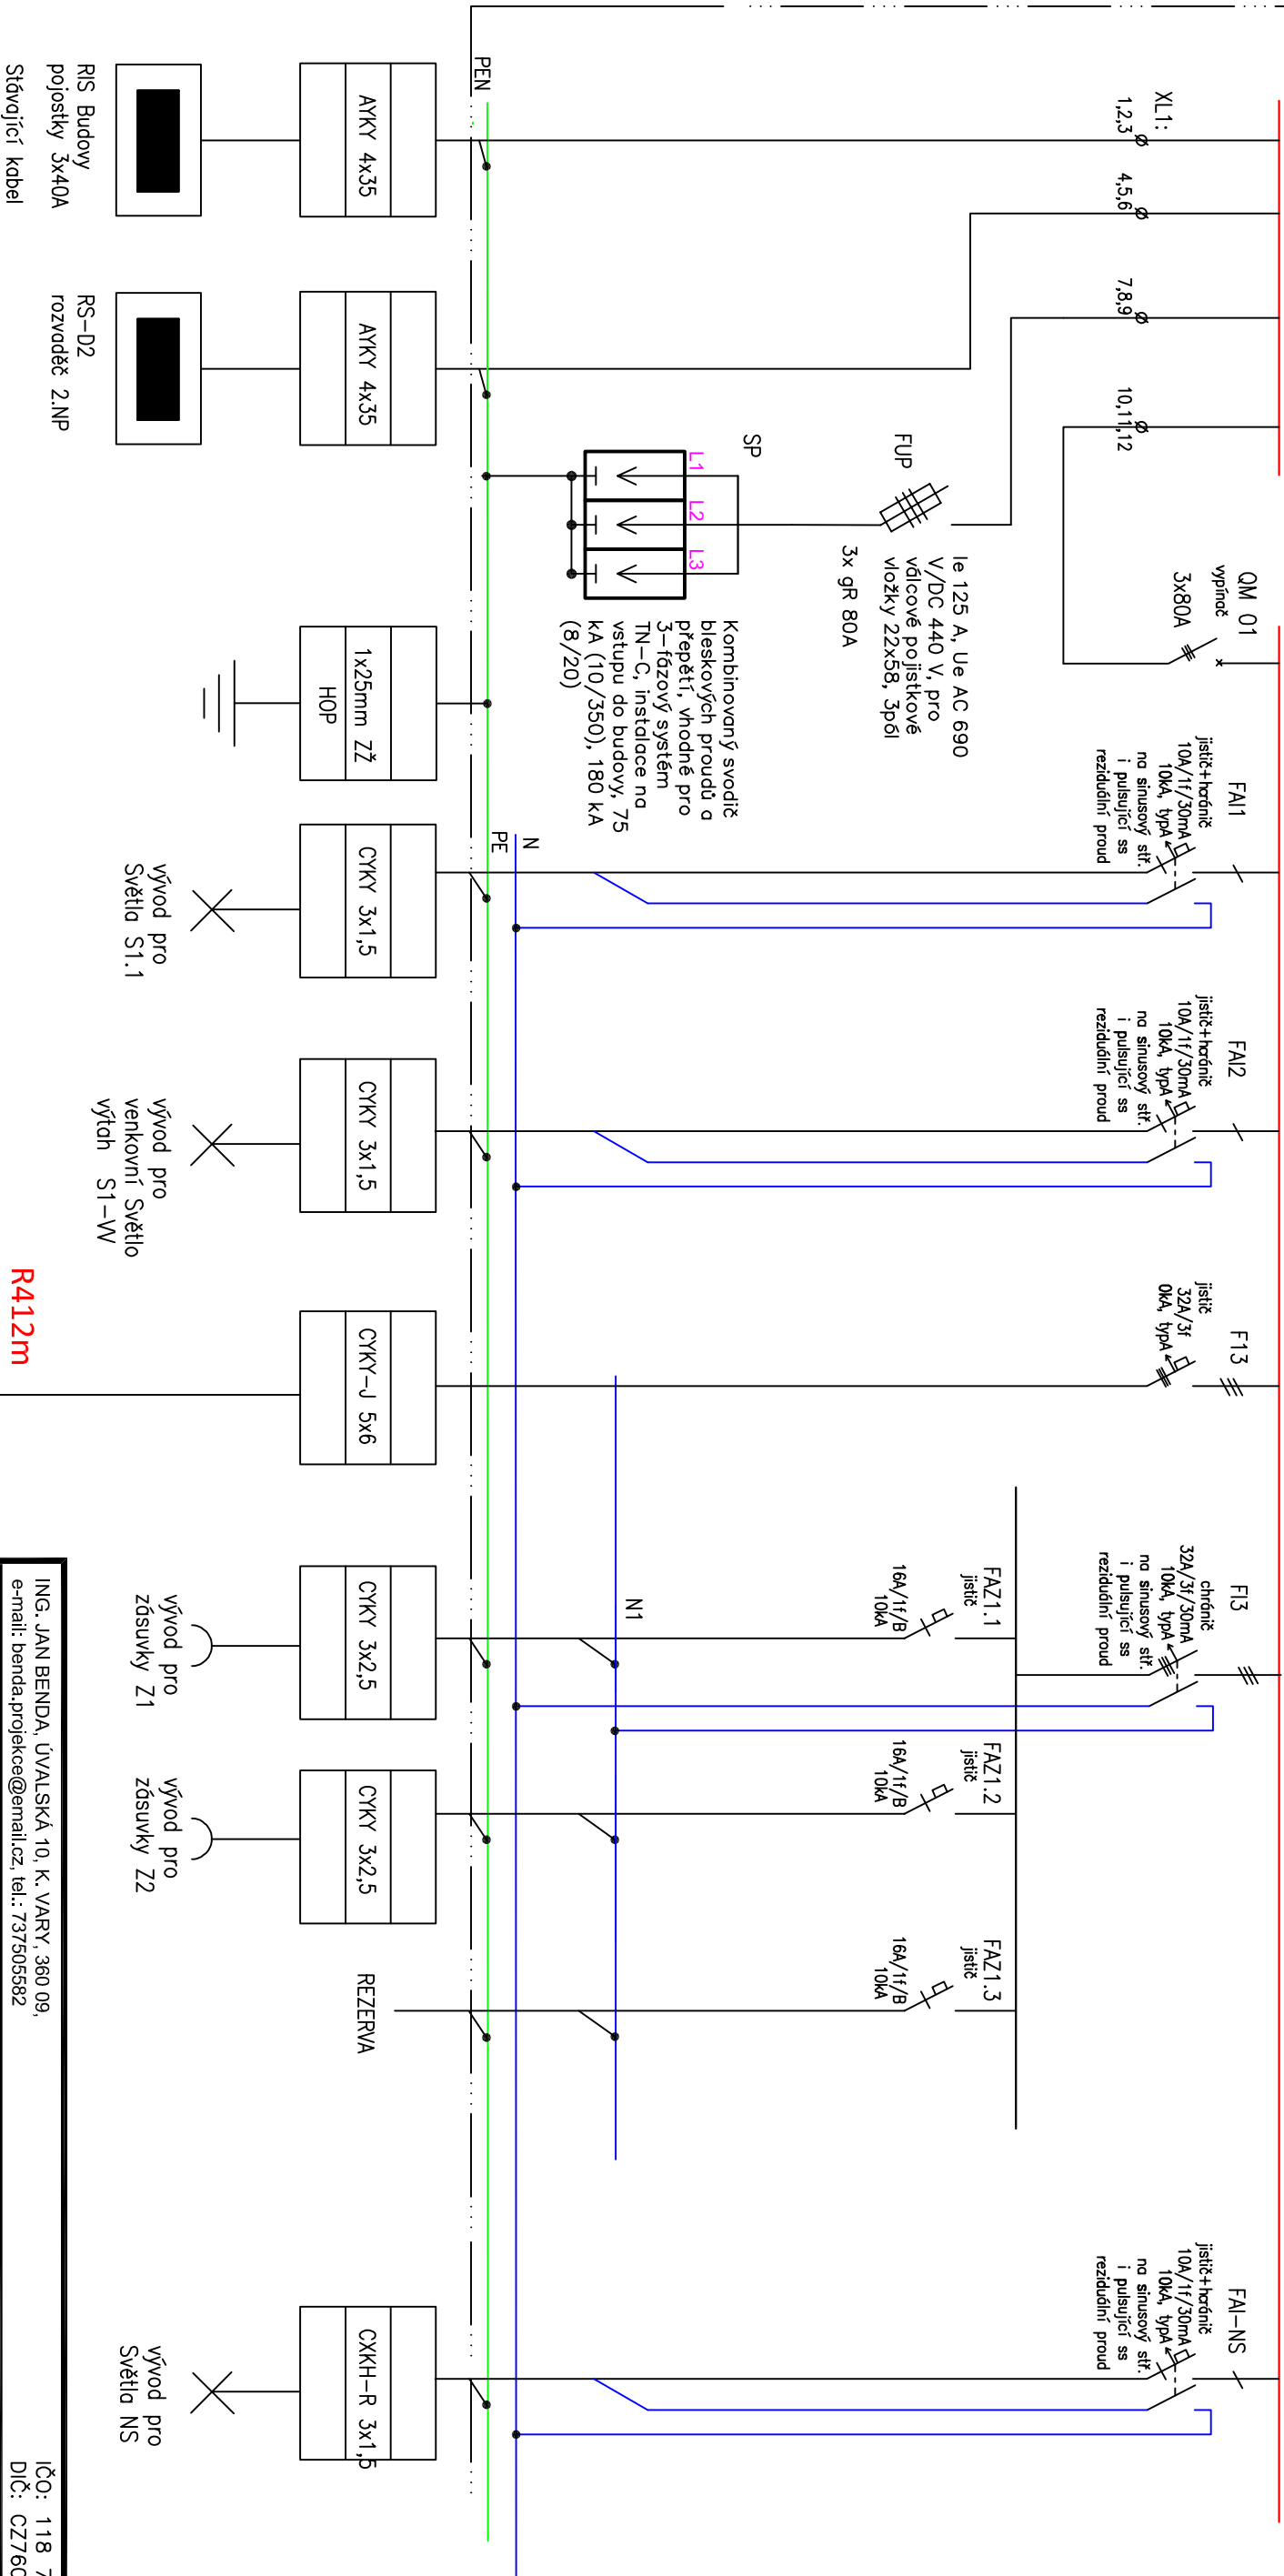 XL1:
1,2,3
4,5,6
7,8,9
10,11,12
QM 01
vypínač
3x80A
FAI1
jistič+hcránič
10A/1f/30mA
10kA, typA
na sinusový stř.
i pulsující ss
reziduální proud
FAI2
jistič+hcránič
10A/1f/30mA
10kA, typA
na sinusový stř.
i pulsující ss
reziduální proud
F13
jistič
32A/3f
0kA, typA
FI3
chránič
32A/3f/30mA
10kA, typA
na sinusový stř.
i pulsující ss
reziduální proud
FAI-NS
jistič+hcránič
10A/1f/30mA
10kA, typA
na sinusový stř.
i pulsující ss
reziduální proud
FUP
Ie 125 A, Ue AC 690
V/DC 440 V, pro
válcové pojistkové
vložky 22x58, 3pól
3x gR 80A
FAZ1.1
jistič
16A/1f/B
10kA
FAZ1.2
jistič
16A/1f/B
10kA
FAZ1.3
jistič
16A/1f/B
10kA
SP
L1
L2
L3
Kombinovaný svodič
bleskových proudů a
přepětí, vhodné pro
3-fázový systém
TN-C, instalace na
vstupu do budovy, 75
kA (10/350), 180 kA
(8/20)
N1
N
PE
PEN
AYKY 4x35
AYKY 4x35
1x25mm ZŽ
HOP
CYKY 3x1,5
CYKY 3x1,5
CYKY-J 5x6
CYKY 3x2,5
CYKY 3x2,5
REZERVA
CXKH-R 3x1,5
RIS Budovy
pojostky 3x40A
Stávající kabel
RS-D2
rozvaděč 2.NP
vývod pro
Světla S1.1
vývod pro
venkovní Světlo
výtah S1-VV
R412m
vývod pro
zásuvky Z1
vývod pro
zásuvky Z2
vývod pro
Světla NS
ING. JAN BENDA, ÚVALSKÁ 10, K. VARY, 360 09,
e-mail: benda.projekce@email.cz, tel.: 737505582
IČO: 118 7
DIČ: CZ760